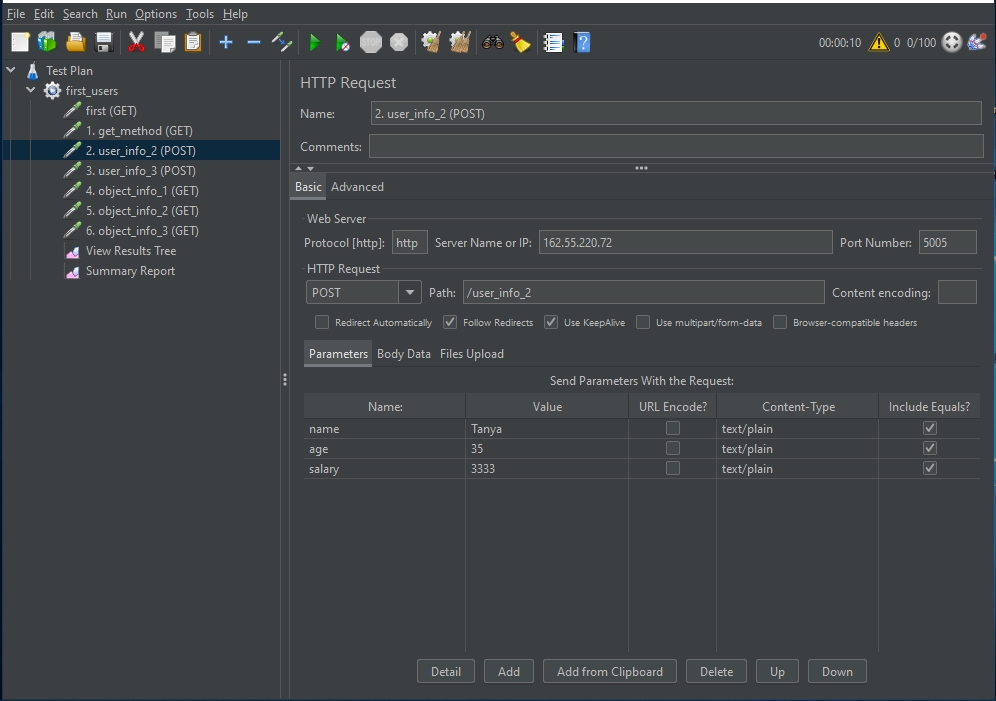 File Edit Search Run Options Tools Help
STOP ? 00:00:10 0 0/100
Test Plan
first_users
first (GET)
1. get_method (GET)
2. user_info_2 (POST)
3. user_info_3 (POST)
4. object_info_1 (GET)
5. object_info_2 (GET)
6. object_info_3 (GET)
View Results Tree
Summary Report
HTTP Request
Name: 2. user_info_2 (POST)
Comments:
Basic Advanced
Web Server
Protocol [http]: http Server Name or IP: 162.55.220.72 Port Number: 5005
HTTP Request
POST Path: /user_info_2 Content encoding:
Redirect Automatically Follow Redirects Use KeepAlive Use multipart/form-data Browser-compatible headers
Parameters Body Data Files Upload
Send Parameters With the Request:
Name: Value URL Encode? Content-Type Include Equals?
name Tanya text/plain
age 35 text/plain
salary 3333 text/plain
Detail Add Add from Clipboard Delete Up Down